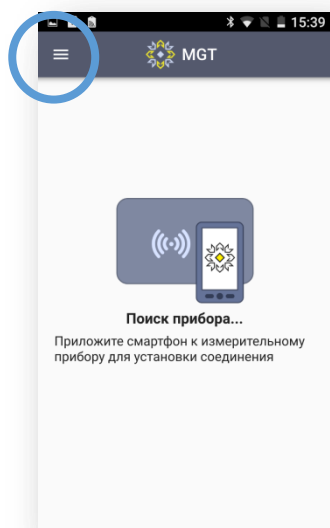 15:39
MGT
Поиск прибора...
Приложите смартфон к измерительному
прибору для установки соединения